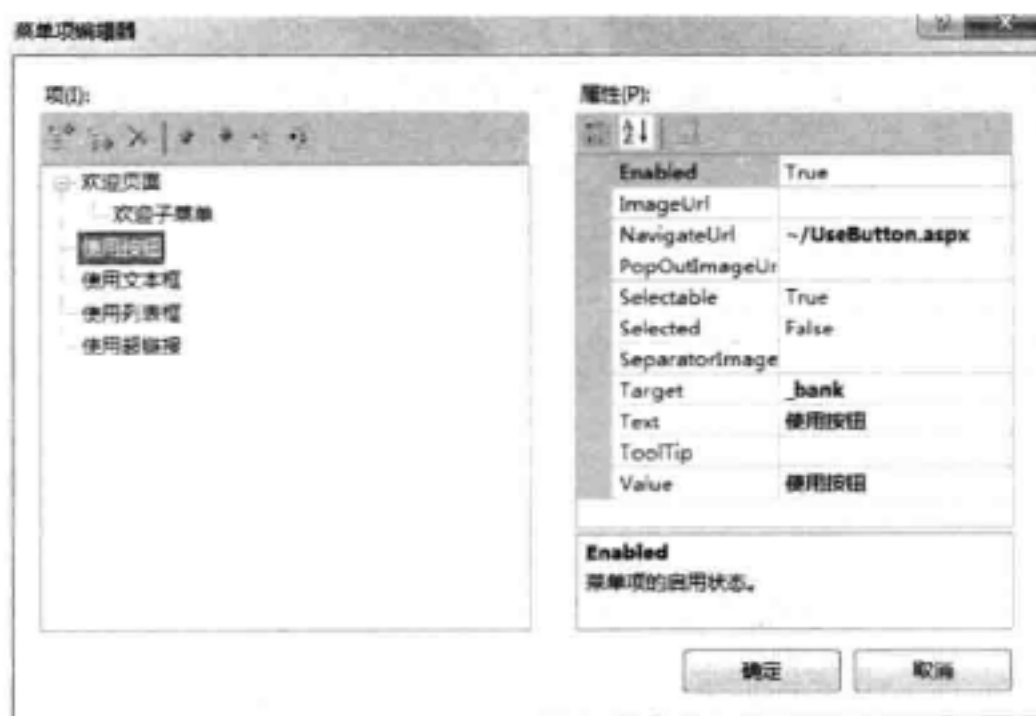 菜单项编辑器
项(I):
欢迎页面
欢迎子菜单
使用按钮
使用文本框
使用列表框
使用超链接
属性(P):
Enabled True
ImageUrl
NavigateUrl ~/UseButton.aspx
PopOutImageUr
Selectable True
Selected False
SeparatorImage
Target _bank
Text 使用按钮
ToolTip
Value 使用按钮
Enabled
菜单项的启用状态。
确定 取消